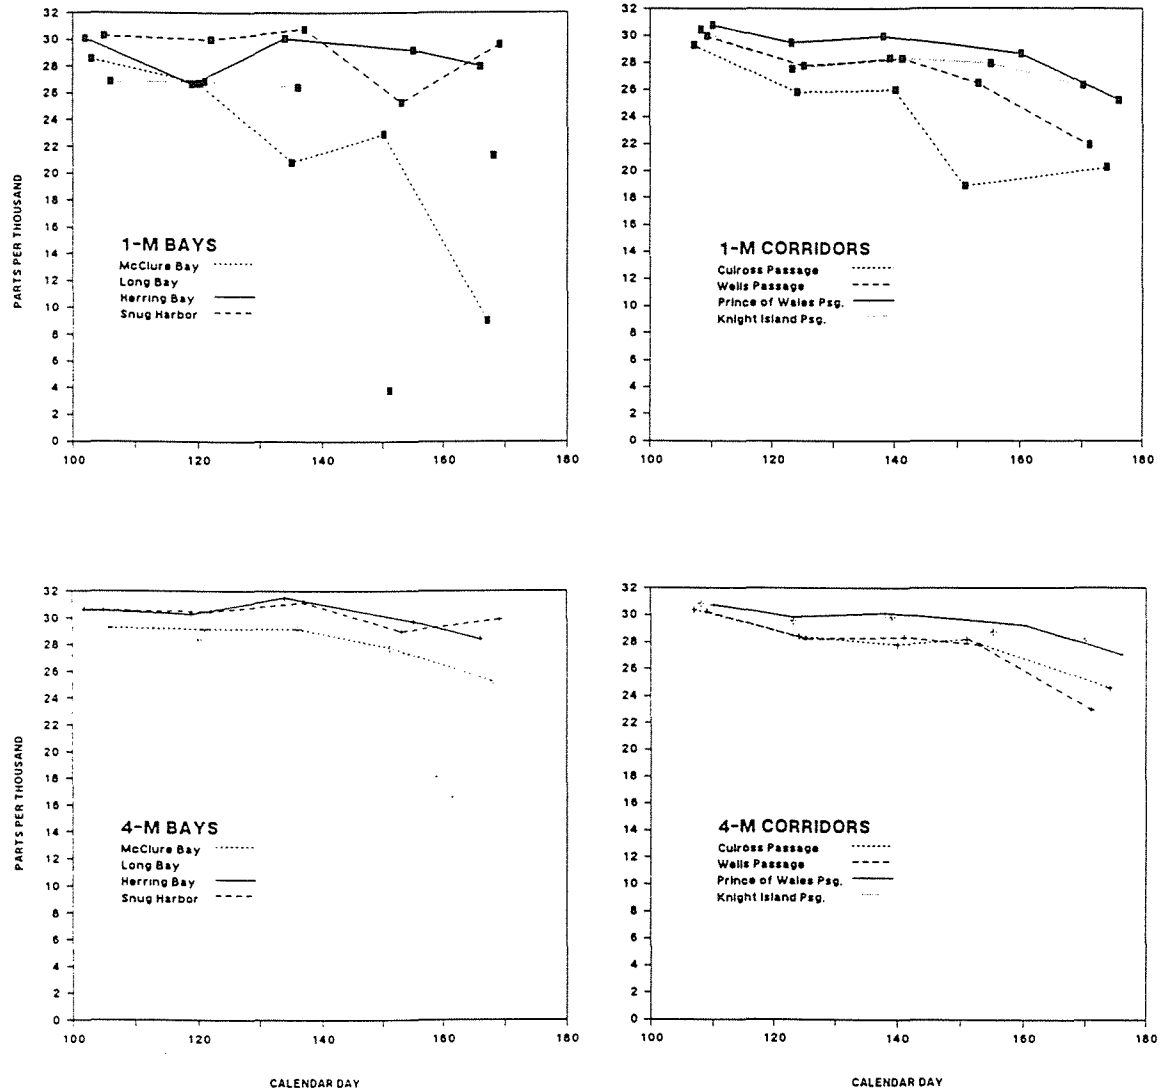 32
30
28
26
24
22
20
18
16
14
12
10
8
6
4
2
0
PARTS PER THOUSAND
1-M BAYS
McClure Bay
Long Bay
Herring Bay
Snug Harbor
100 120 140 160 180
32
30
28
26
24
22
20
18
16
14
12
10
8
6
4
2
0
1-M CORRIDORS
Culross Passage
Wells Passage
Prince of Wales Psg.
Knight Island Psg.
100 120 140 160 180
32
30
28
26
24
22
20
18
16
14
12
10
8
6
4
2
0
PARTS PER THOUSAND
4-M BAYS
McClure Bay
Long Bay
Herring Bay
Snug Harbor
100 120 140 160 180
CALENDAR DAY
32
30
28
26
24
22
20
18
16
14
12
10
8
6
4
2
0
4-M CORRIDORS
Culross Passage
Wells Passage
Prince of Wales Psg.
Knight Island Psg.
100 120 140 160 180
CALENDAR DAY